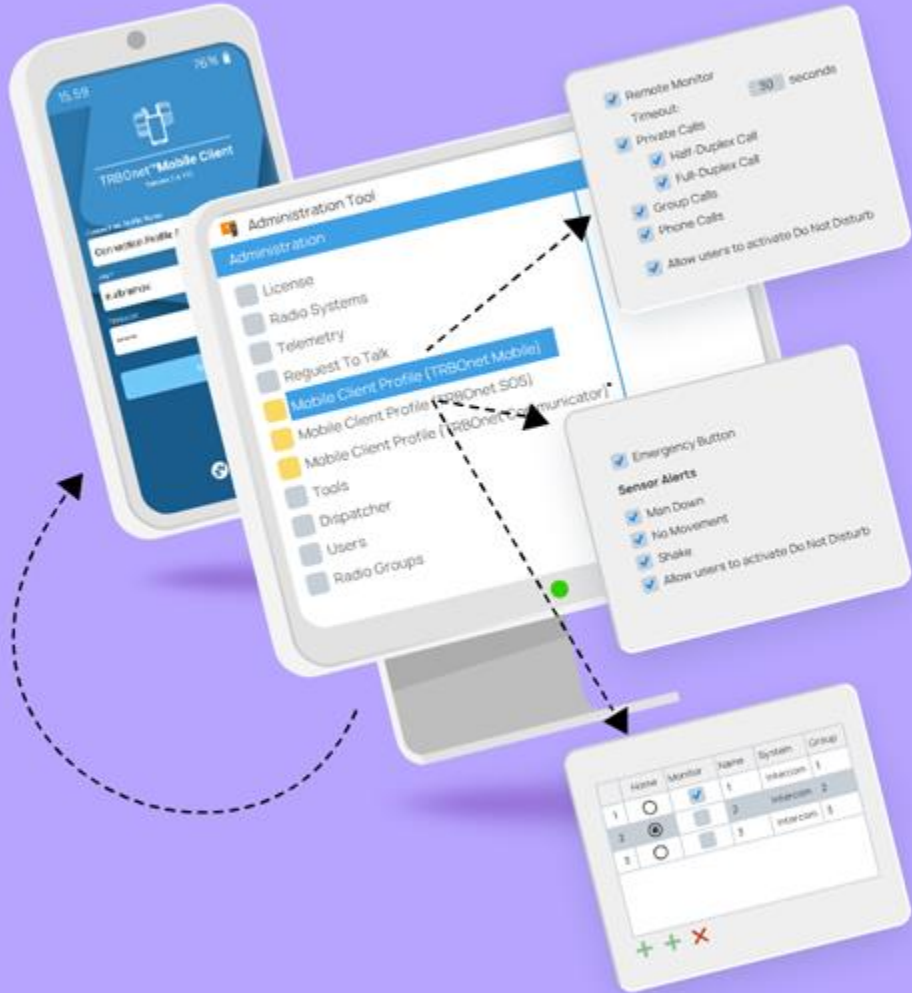 15.59
76%
TRBOnet™Mobile Client
Connection Profile
Administration Tool
Administration
License
Radio Systems
Telemetry
Reguest To Talk
Mobile Client Profile (TRBOnet Mobile)
Mobile Client Profile (TRBOnet SOS)
Mobile Client Profile (TRBOnet Communicator)
Tools
Dispatcher
Users
Radio Groups
Remote Monitor
Timeout: 30 seconds
Private Calls
Half-Duplex Call
Full-Duplex Call
Group Calls
Phone Calls
Allow users to activate Do Not Disturb
Emergency Button
Sensor Alerts
Man Down
No Movement
Shake
Allow users to activate Do Not Disturb
Home Monitor Name System Group
1 1 Intercom 1
2 2 Intercom 2
3 3 Intercom 3